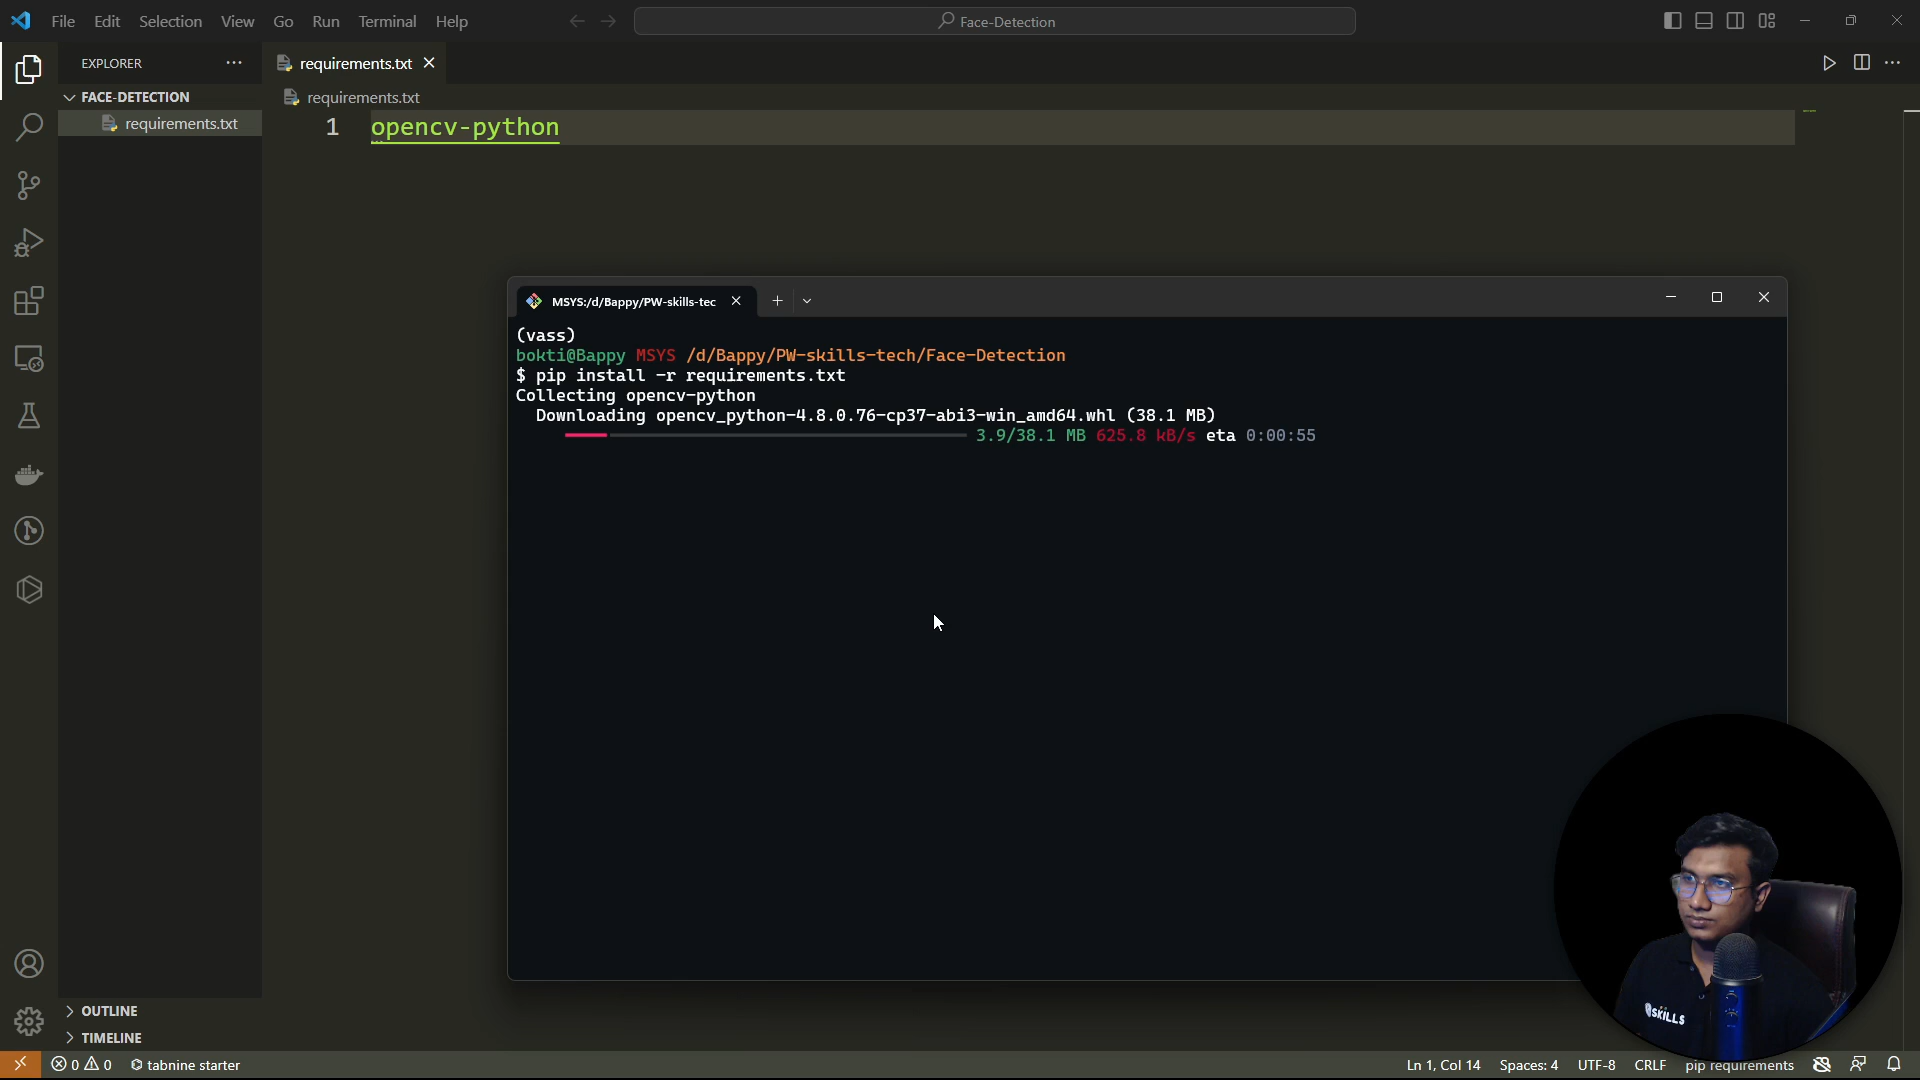 File Edit Selection View Go Run Terminal Help
Face-Detection
EXPLORER
requirements.txt
FACE-DETECTION
requirements.txt
requirements.txt
1 opencv-python
MSYS:/d/Bappy/PW-skills-tec
(vass)
bokti@Bappy MSYS /d/Bappy/PW-skills-tech/Face-Detection
$ pip install -r requirements.txt
Collecting opencv-python
Downloading opencv_python-4.8.0.76-cp37-abi3-win_amd64.whl (38.1 MB)
3.9/38.1 MB 625.8 kB/s eta 0:00:55
SKILLS
OUTLINE
TIMELINE
0 0 tabnine starter
Ln 1, Col 14 Spaces: 4 UTF-8 CRLF pip requirements